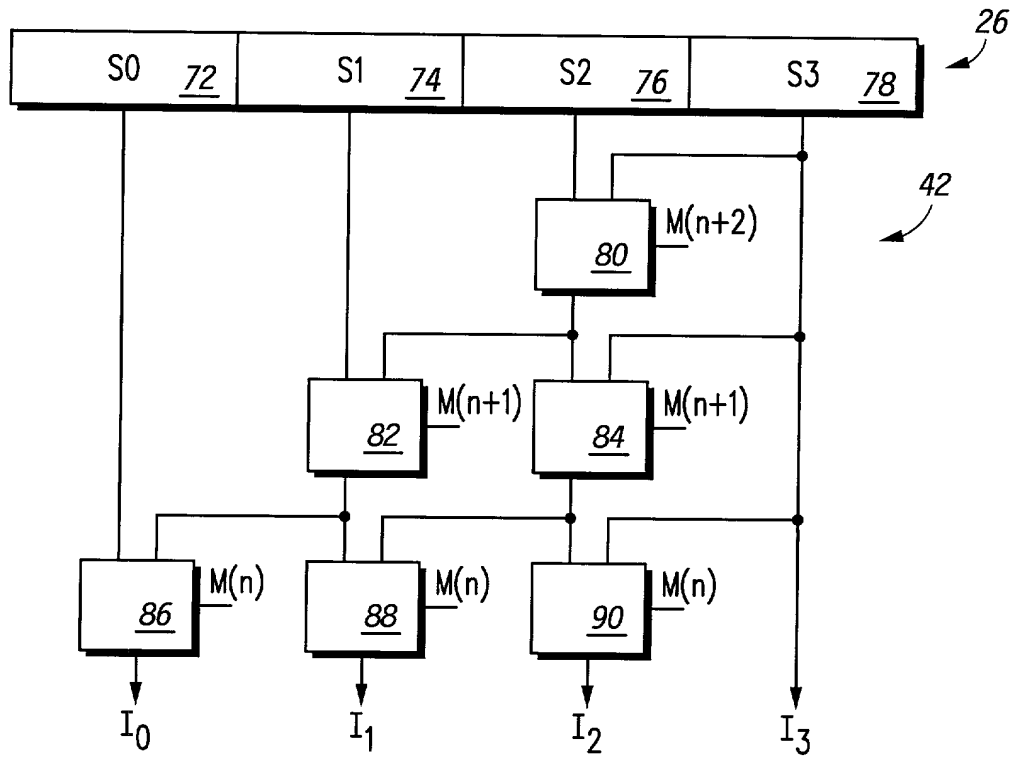 26
S0 72 S1 74 S2 76 S3 78
42
80 M(n+2)
82 M(n+1) 84 M(n+1)
86 M(n) 88 M(n) 90 M(n)
I0 I1 I2 I3